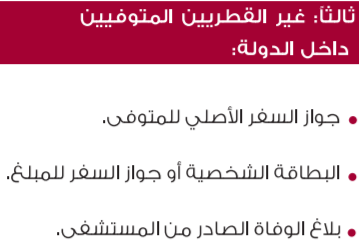 ثالثاً: غير القطريين المتوفيين
داخل الدولة:
• جواز السفر الأصلي للمتوفى.
• البطاقة الشخصية أو جواز السفر للمبلغ.
• بلاغ الوفاة الصادر من المستشفى.